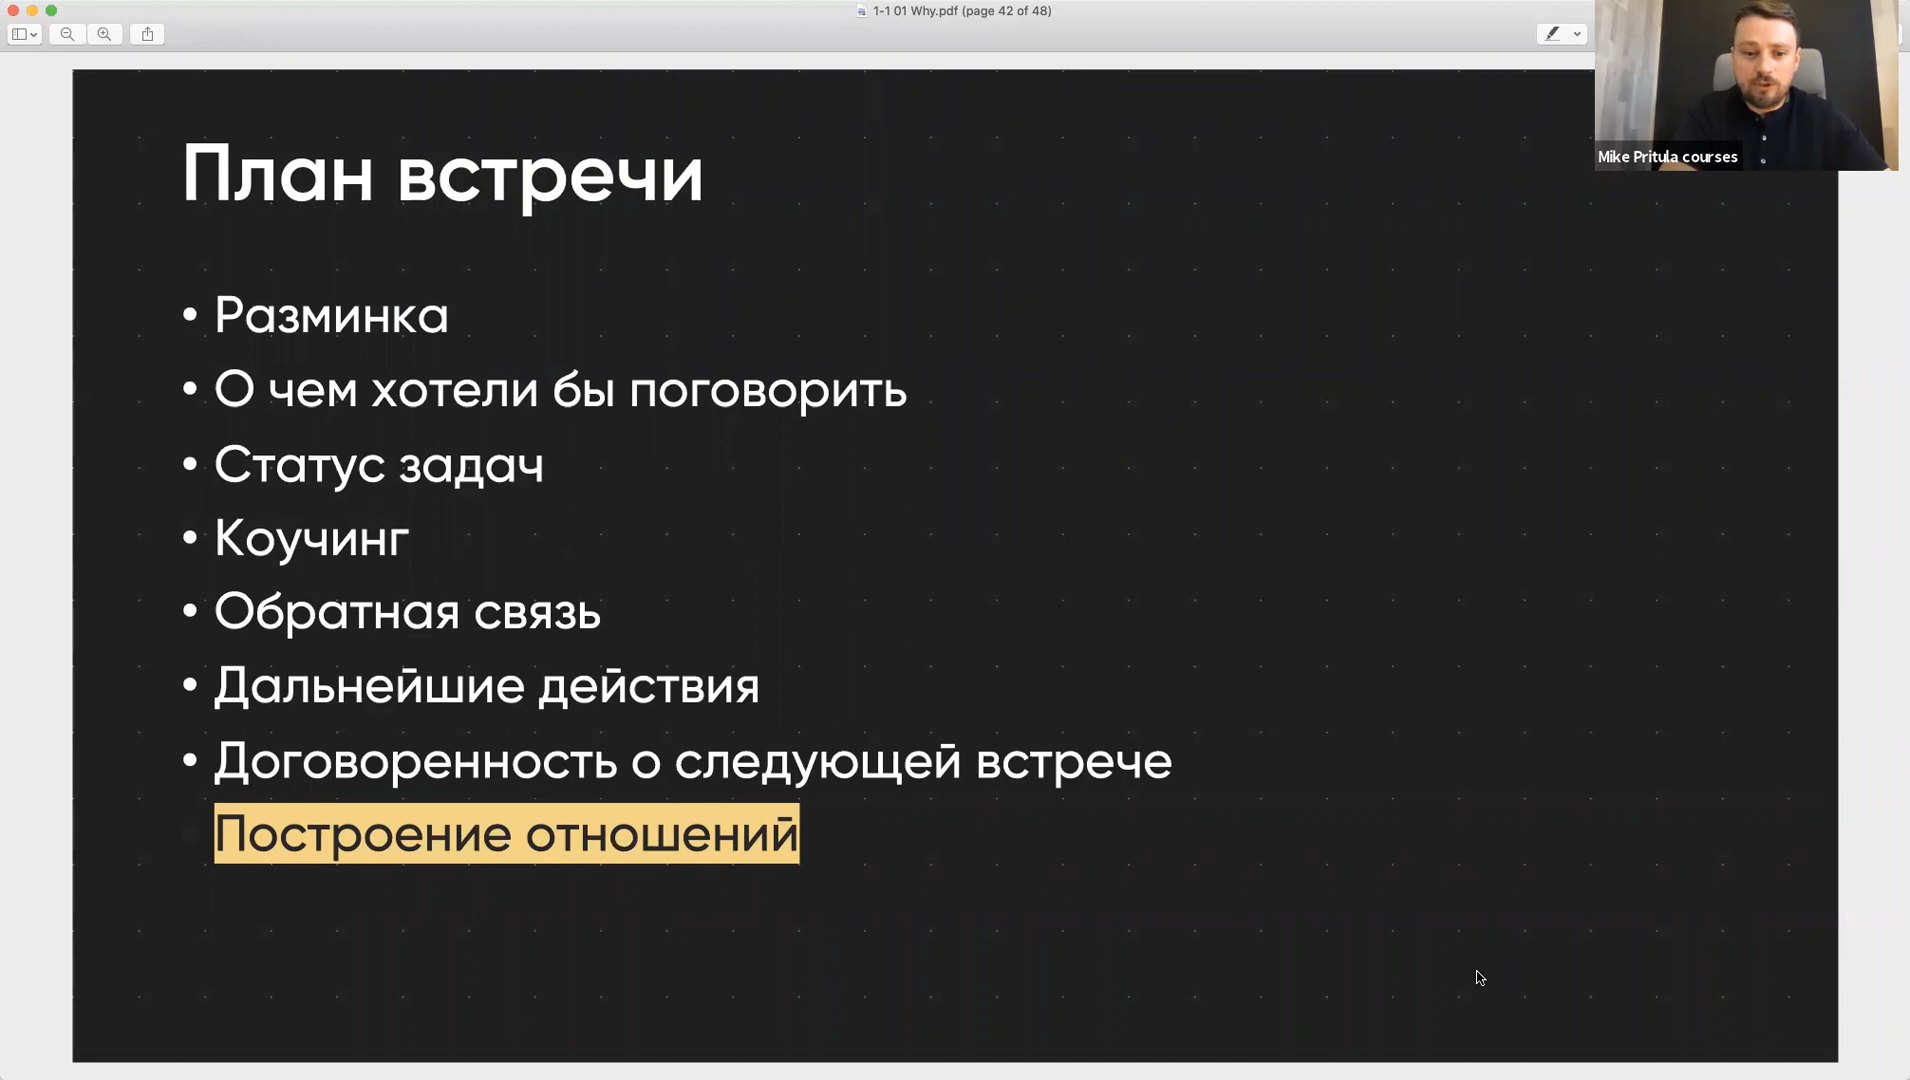 1-1 01 Why.pdf (page 42 of 48)
Mike Pritula courses
План встречи
• Разминка
• О чем хотели бы поговорить
• Статус задач
• Коучинг
• Обратная связь
• Дальнейшие действия
• Договоренность о следующей встрече
Построение отношений